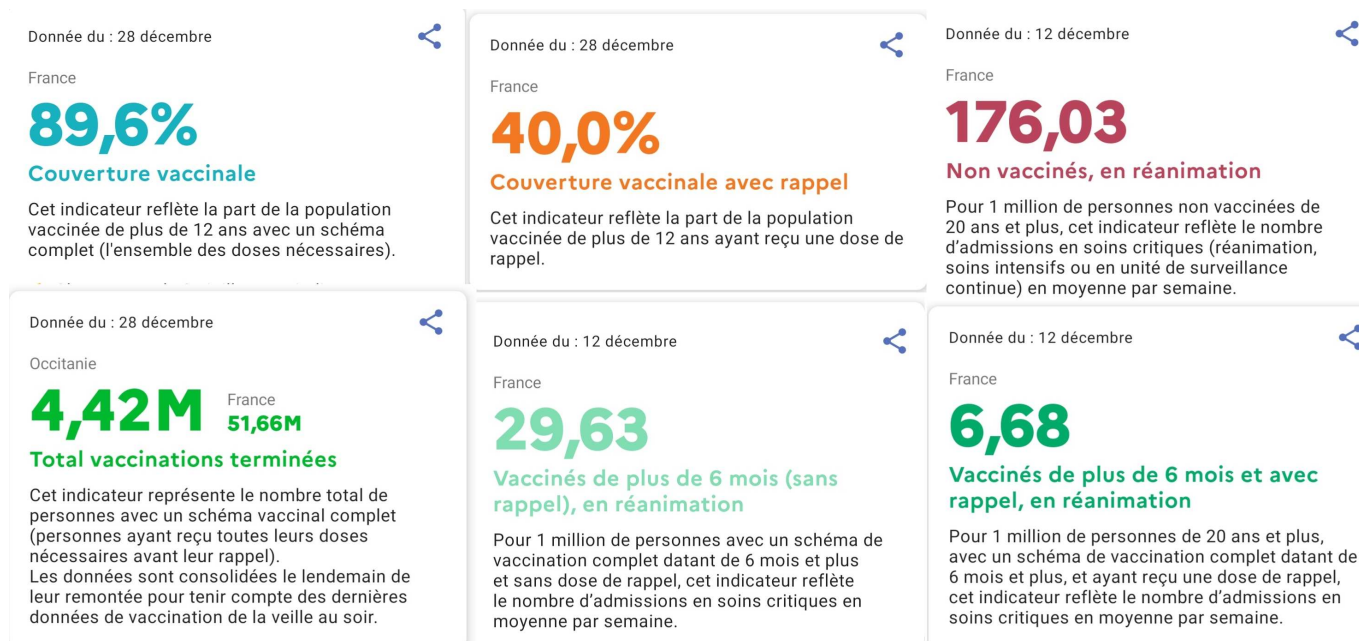 Donnée du : 28 décembre
France
89,6%
Couverture vaccinale
Cet indicateur reflète la part de la population
vaccinée de plus de 12 ans avec un schéma
complet (l'ensemble des doses nécessaires).
Donnée du : 28 décembre
France
40,0%
Couverture vaccinale avec rappel
Cet indicateur reflète la part de la population
vaccinée de plus de 12 ans ayant reçu une dose de
rappel.
Donnée du : 12 décembre
France
176,03
Non vaccinés, en réanimation
Pour 1 million de personnes non vaccinées de
20 ans et plus, cet indicateur reflète le nombre
d’admissions en soins critiques (réanimation,
soins intensifs ou en unité de surveillance
continue) en moyenne par semaine.
Donnée du : 28 décembre
Occitanie
4,42M
France
51,66M
Total vaccinations terminées
Cet indicateur représente le nombre total de
personnes avec un schéma vaccinal complet
(personnes ayant reçu toutes leurs doses
nécessaires avant leur rappel).
Les données sont consolidées le lendemain de
leur remontée pour tenir compte des dernières
données de vaccination de la veille au soir.
Donnée du : 12 décembre
France
29,63
Vaccinés de plus de 6 mois (sans
rappel), en réanimation
Pour 1 million de personnes avec un schéma de
vaccination complet datant de 6 mois et plus
et sans dose de rappel, cet indicateur reflète
le nombre d’admissions en soins critiques en
moyenne par semaine.
Donnée du : 12 décembre
France
6,68
Vaccinés de plus de 6 mois et avec
rappel, en réanimation
Pour 1 million de personnes de 20 ans et plus,
avec un schéma de vaccination complet datant de
6 mois et plus, et ayant reçu une dose de rappel,
cet indicateur reflète le nombre d’admissions en
soins critiques en moyenne par semaine.